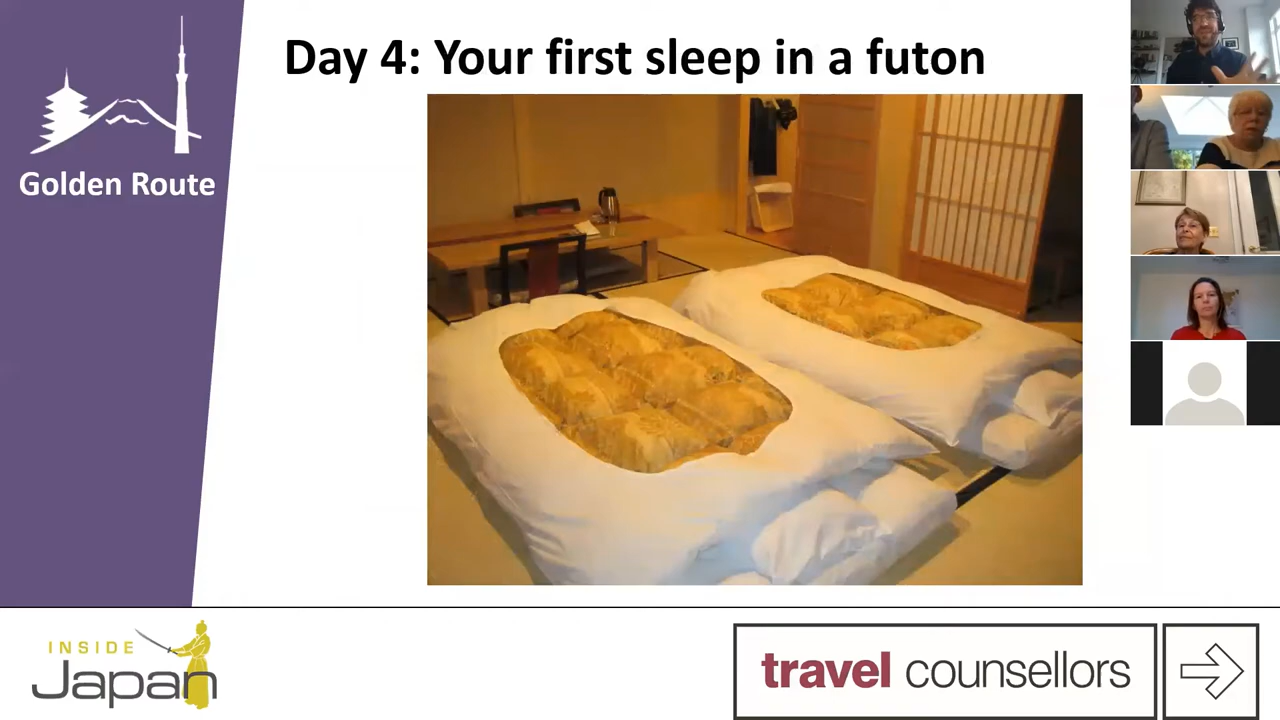 Day 4: Your first sleep in a futon
Golden Route
INSIDE
Japan
travel counsellors